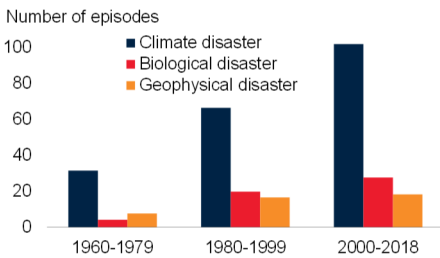 Number of episodes
100
80
60
40
20
0
Climate disaster
Biological disaster
Geophysical disaster
1960-1979 1980-1999 2000-2018